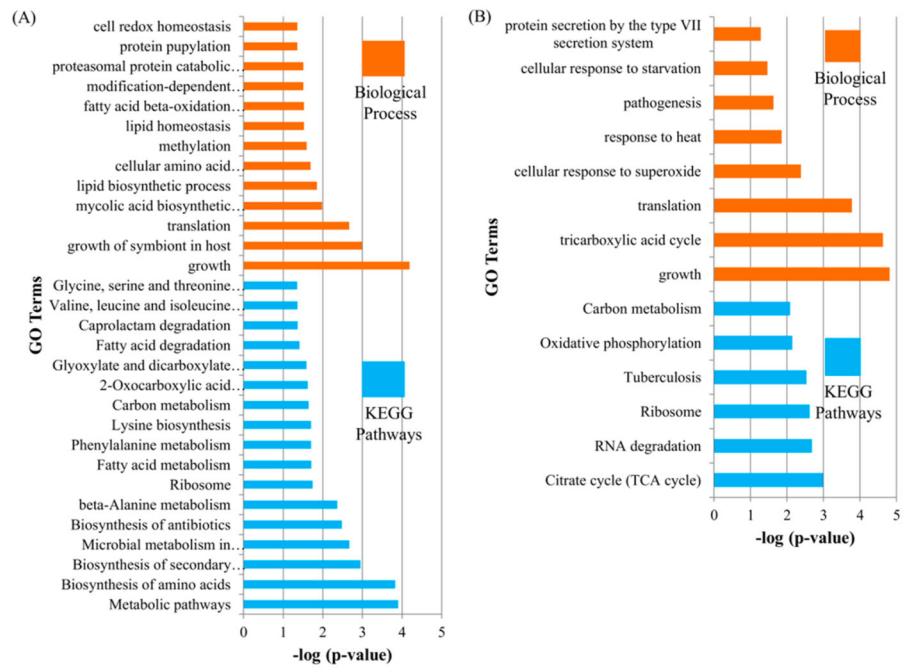 (A)
cell redox homeostasis
protein pupylation
proteasomal protein catabolic…
modification-dependent…
fatty acid beta-oxidation…
lipid homeostasis
methylation
cellular amino acid…
lipid biosynthetic process
mycolic acid biosynthetic…
translation
growth of symbiont in host
growth
Glycine, serine and threonine…
Valine, leucine and isoleucine…
Caprolactam degradation
Fatty acid degradation
Glyoxylate and dicarboxylate…
2-Oxocarboxylic acid…
Carbon metabolism
Lysine biosynthesis
Phenylalanine metabolism
Fatty acid metabolism
Ribosome
beta-Alanine metabolism
Biosynthesis of antibiotics
Microbial metabolism in…
Biosynthesis of secondary…
Biosynthesis of amino acids
Metabolic pathways
GO Terms
Biological
Process
KEGG
Pathways
0 1 2 3 4 5
-log (p-value)
(B)
protein secretion by the type VII
secretion system
cellular response to starvation
pathogenesis
response to heat
cellular response to superoxide
translation
tricarboxylic acid cycle
growth
Carbon metabolism
Oxidative phosphorylation
Tuberculosis
Ribosome
RNA degradation
Citrate cycle (TCA cycle)
GO Terms
Biological
Process
KEGG
Pathways
0 1 2 3 4 5
-log (p-value)